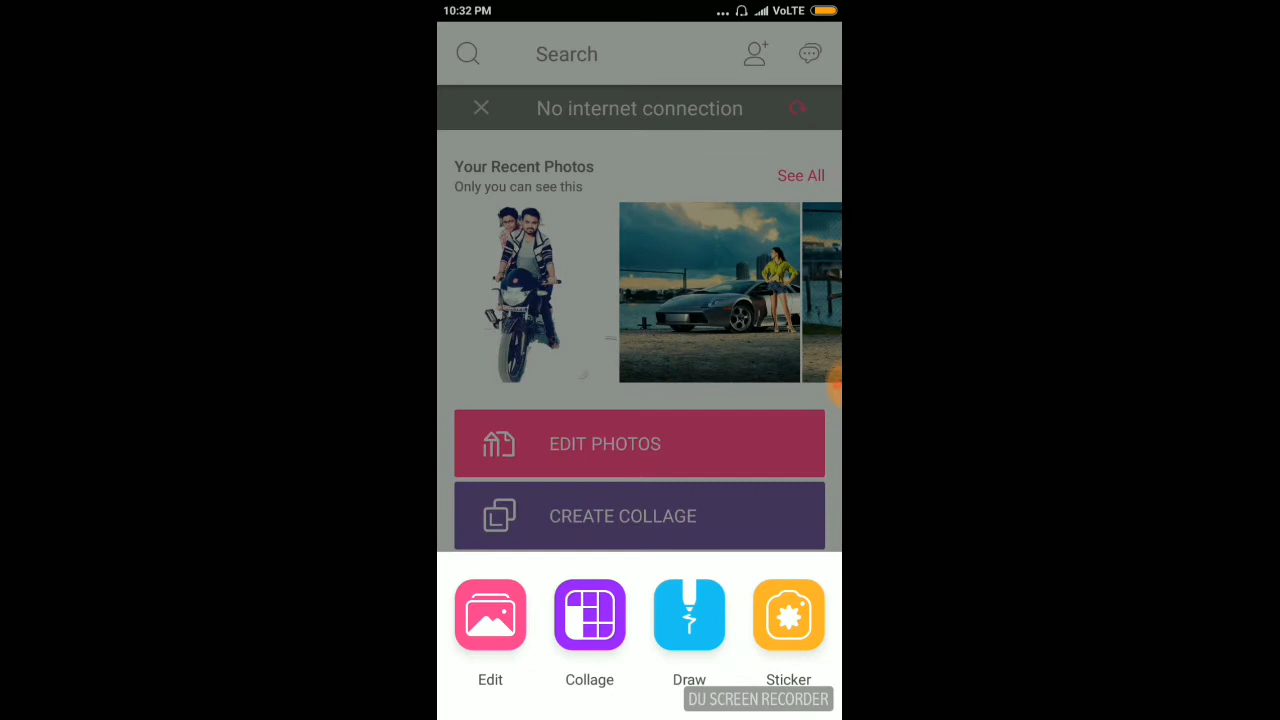 10:32 PM
VoLTE
Search
No internet connection
Your Recent Photos
Only you can see this
See All
EDIT PHOTOS
CREATE COLLAGE
Edit
Collage
Draw
Sticker
DU SCREEN RECORDER